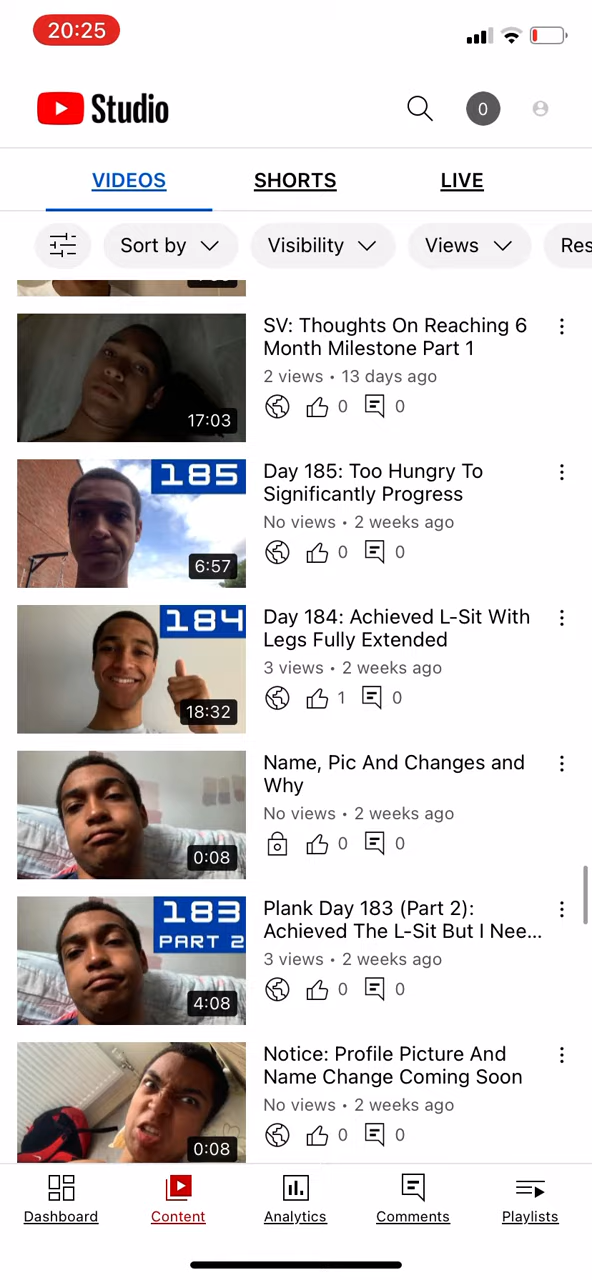 20:25
Studio
0
VIDEOS
SHORTS
LIVE
Sort by
Visibility
Views
Res
SV: Thoughts On Reaching 6
Month Milestone Part 1
2 views • 13 days ago
0
0
17:03
185
Day 185: Too Hungry To
Significantly Progress
No views • 2 weeks ago
0
0
6:57
184
Day 184: Achieved L-Sit With
Legs Fully Extended
3 views • 2 weeks ago
1
0
18:32
Name, Pic And Changes and
Why
No views • 2 weeks ago
0
0
0:08
183
PART 2
Plank Day 183 (Part 2):
Achieved The L-Sit But I Nee...
3 views • 2 weeks ago
0
0
4:08
Notice: Profile Picture And
Name Change Coming Soon
No views • 2 weeks ago
0
0
0:08
Dashboard
Content
Analytics
Comments
Playlists